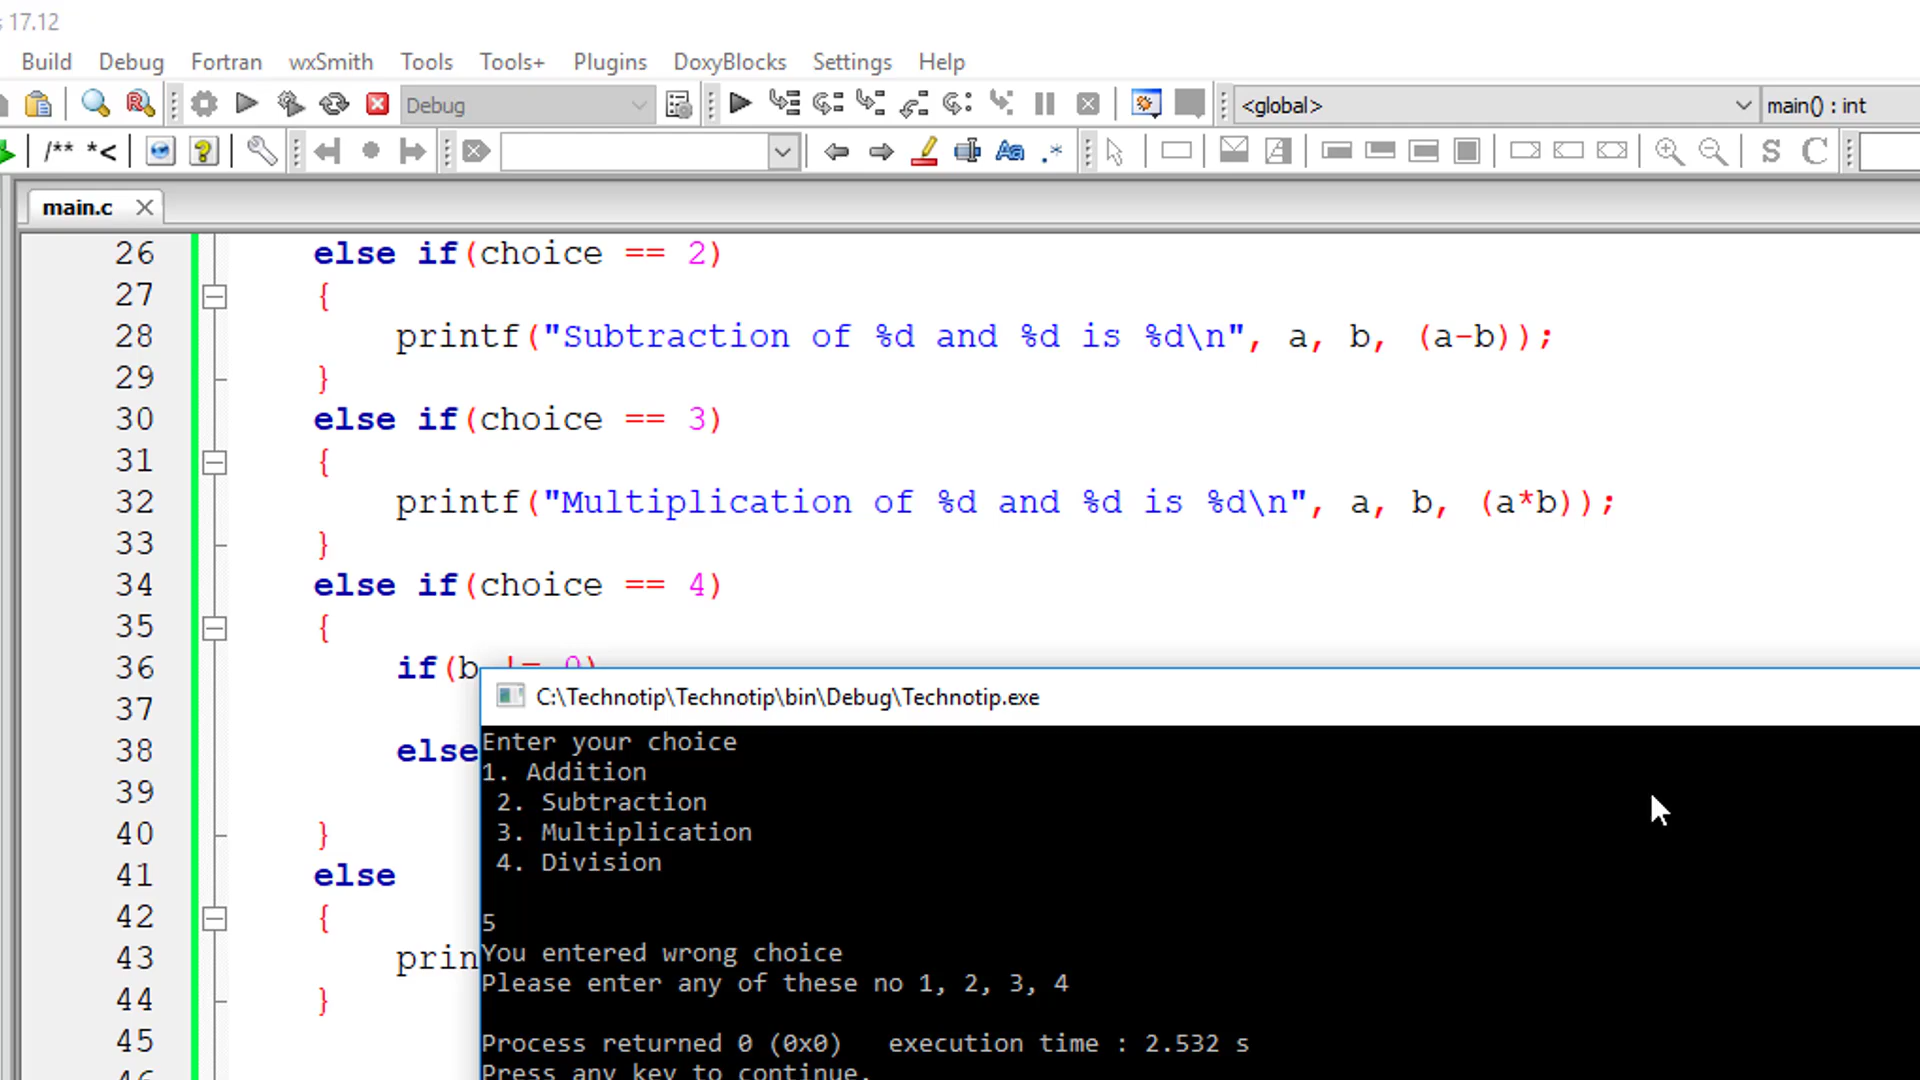 s 17.12
Build Debug Fortran wxSmith Tools Tools+ Plugins DoxyBlocks Settings Help
Debug <global> main() : int
/** *< Aa .* S C
main.c
26 else if(choice == 2)
27 {
28 printf("Subtraction of %d and %d is %d\n", a, b, (a-b));
29 }
30 else if(choice == 3)
31 {
32 printf("Multiplication of %d and %d is %d\n", a, b, (a*b));
33 }
34 else if(choice == 4)
35 {
36 if(b != 0)
37
38 else
39
40 }
41 else
42 {
43 prin
44 }
45
46
C:\Technotip\Technotip\bin\Debug\Technotip.exe
Enter your choice
1. Addition
2. Subtraction
3. Multiplication
4. Division
5
You entered wrong choice
Please enter any of these no 1, 2, 3, 4
Process returned 0 (0x0) execution time : 2.532 s
Press any key to continue.